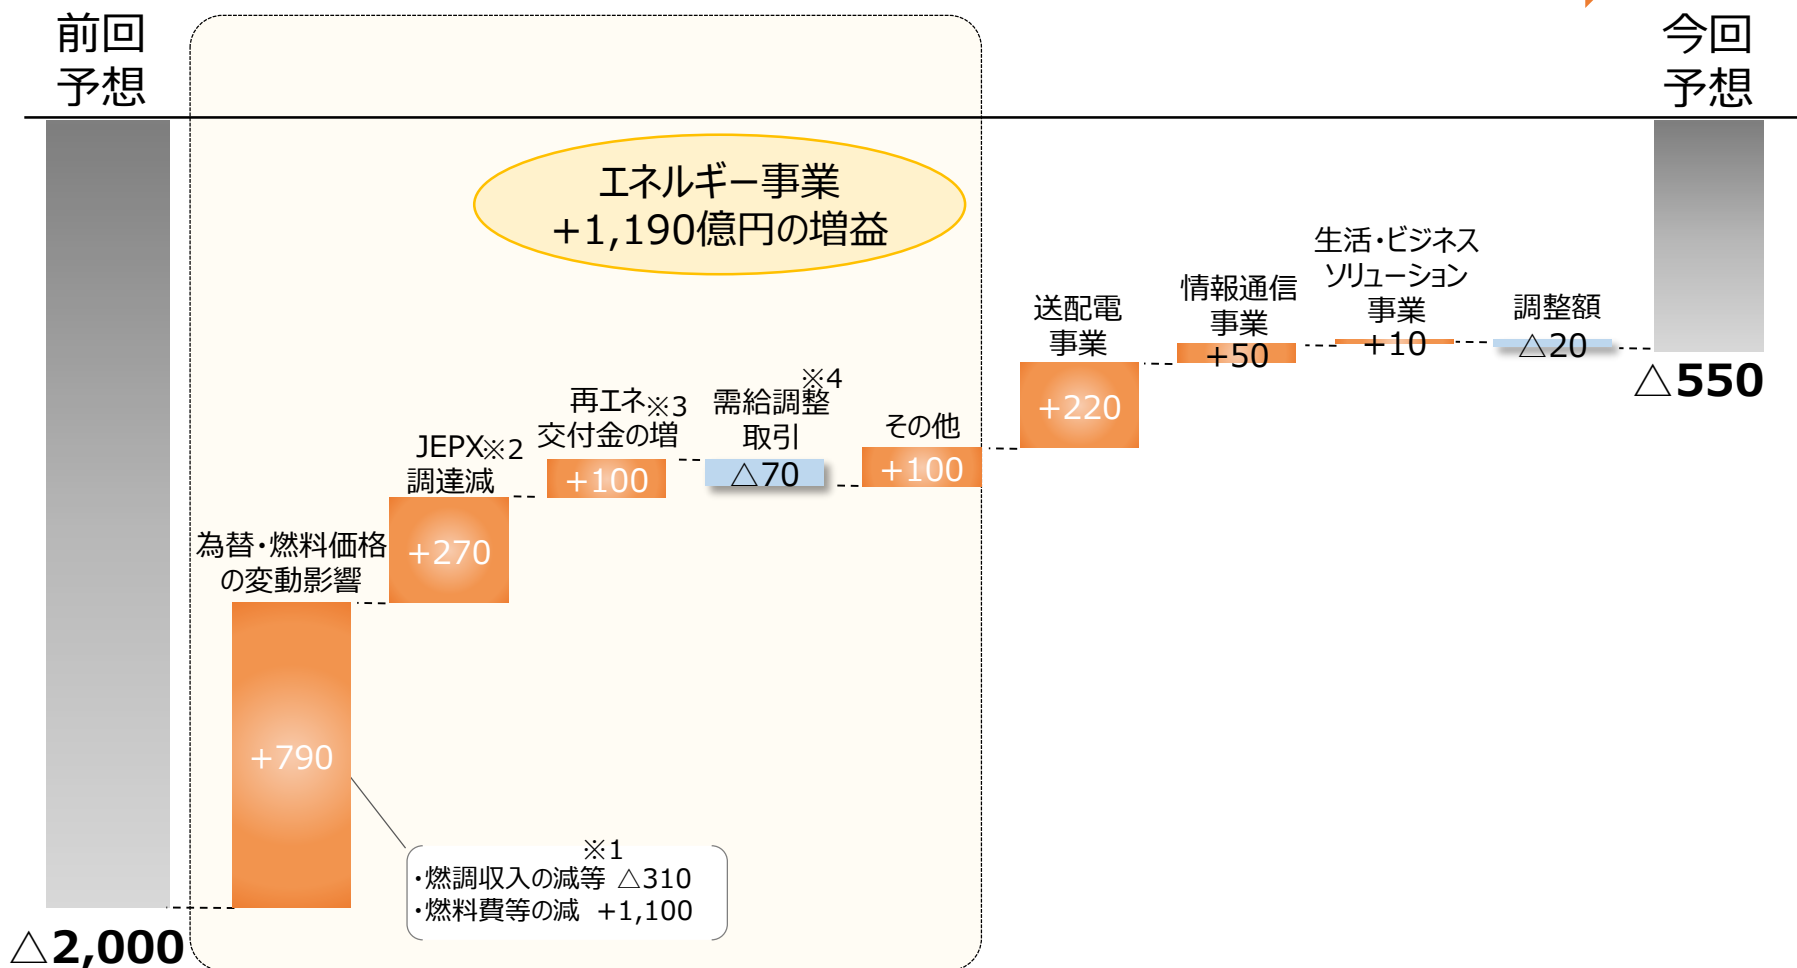 前回
予想
今回
予想
エネルギー事業
+1,190億円の増益
生活・ビジネス
ソリューション
事業
+10
情報通信
事業
+50
調整額
△20
送配電
事業
+220
△550
※4
需給調整
取引
△70
再エネ※3
交付金の増
+100
その他
+100
JEPX※2
調達減
+270
為替・燃料価格
の変動影響
+790
※1
・燃調収入の減等 △310
・燃料費等の減 +1,100
△2,000